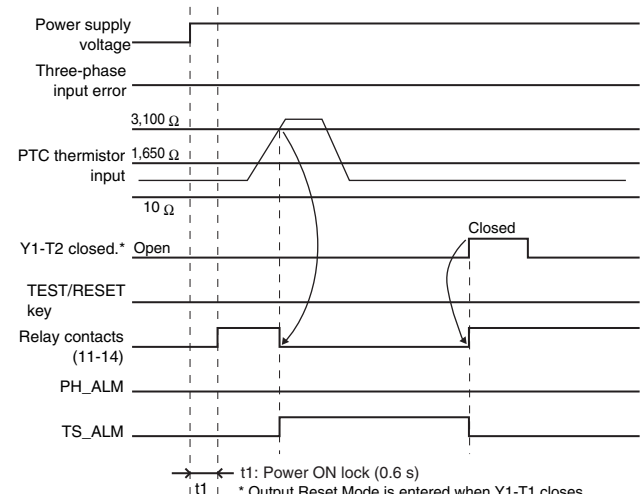 Power supply
voltage
Three-phase
input error
3,100 Ω
PTC thermistor
input
1,650 Ω
10 Ω
Closed
Y1-T2 closed.* Open
TEST/RESET
key
Relay contacts
(11-14)
PH_ALM
TS_ALM
t1: Power ON lock (0.6 s)
t1
* Output Reset Mode is entered when Y1-T1 closes.